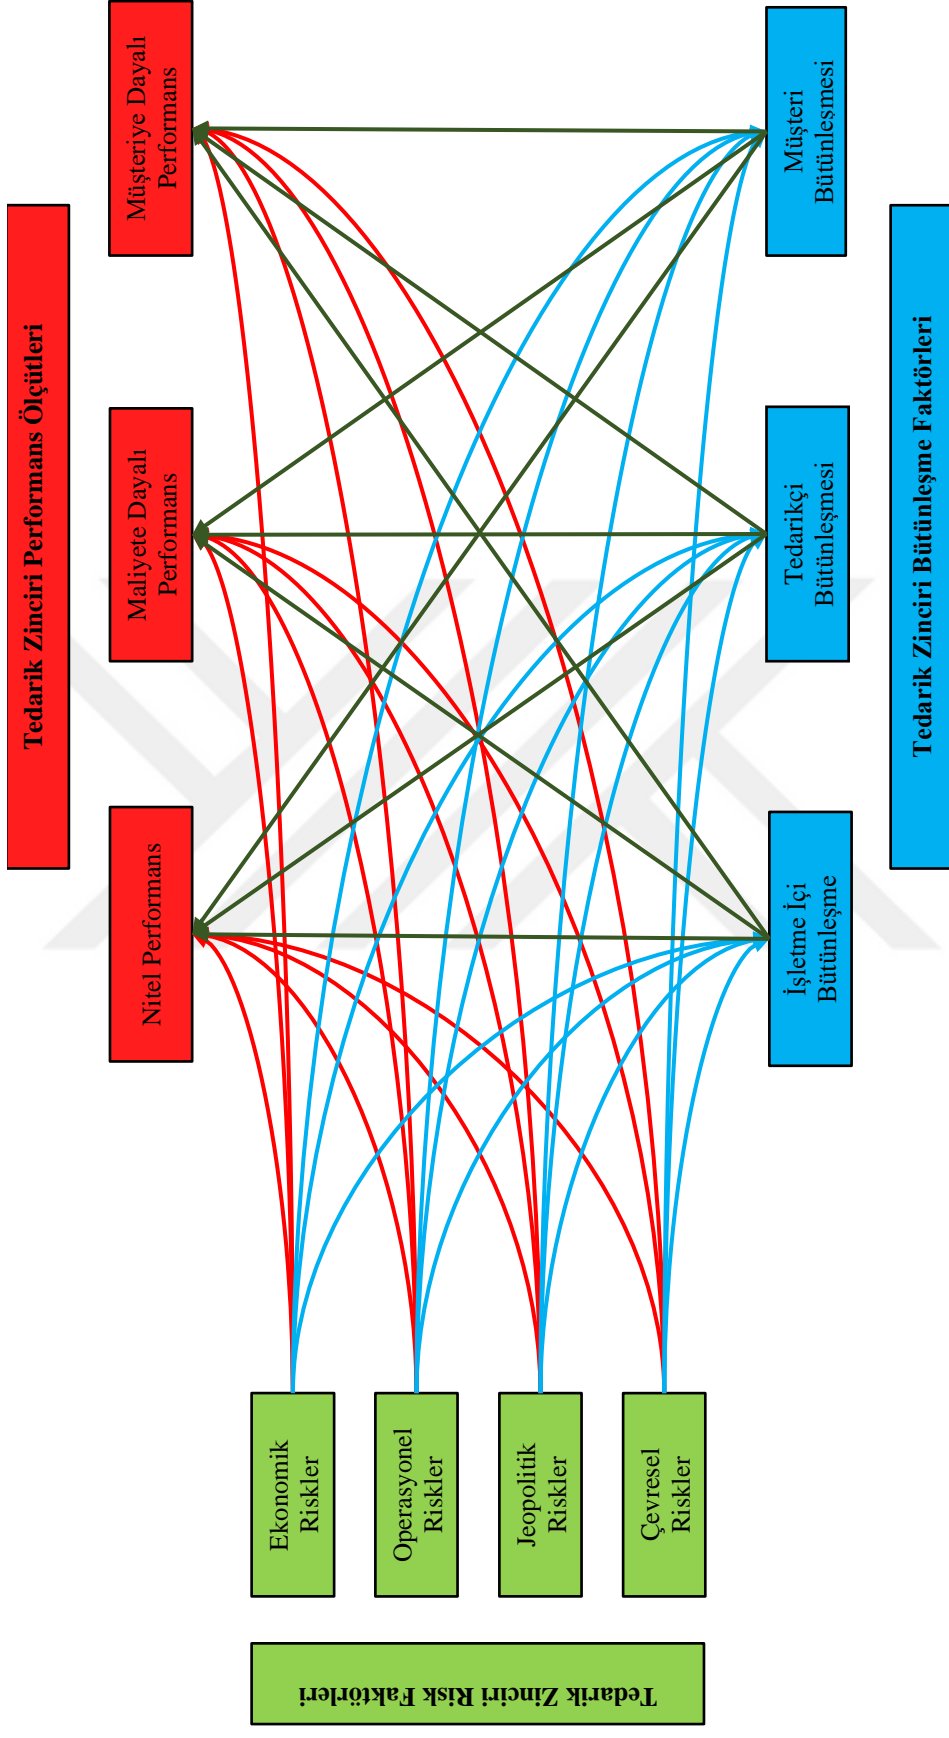 Tedarik Zinciri Risk Faktörleri
Ekonomik
Riskler
Operasyonel
Riskler
Jeopolitik
Riskler
Çevresel
Riskler
Tedarik Zinciri Performans Ölçütleri
Nitel Performans
Maliyete Dayalı
Performans
Müşteriye Dayalı
Performans
İşletme İçi
Bütünleşme
Tedarikçi
Bütünleşmesi
Müşteri
Bütünleşmesi
Tedarik Zinciri Bütünleşme Faktörleri